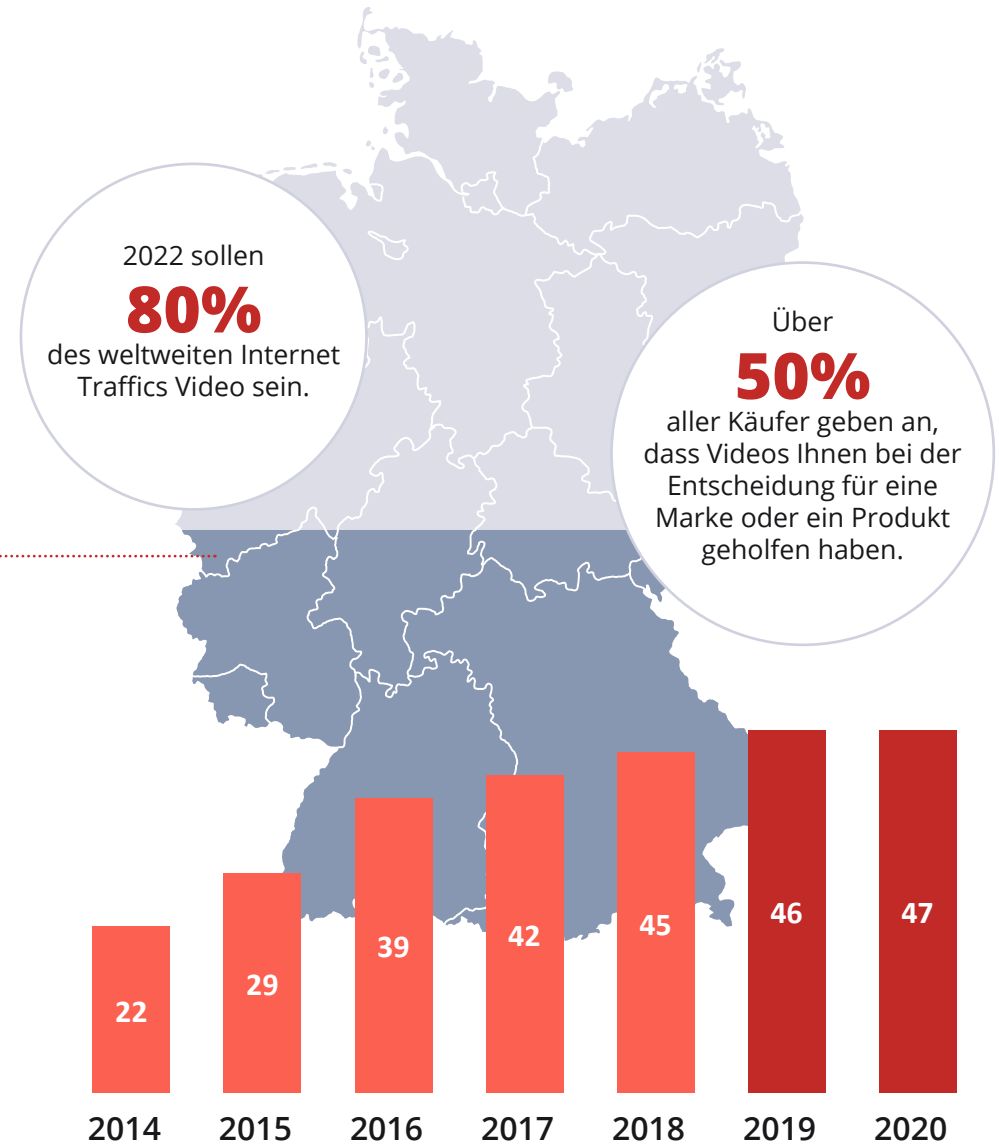 2022 sollen
80%
des weltweiten Internet
Traffics Video sein.
Über
50%
aller Käufer geben an,
dass Videos Ihnen bei der
Entscheidung für eine
Marke oder ein Produkt
geholfen haben.
22
29
39
42
45
46
47
2014
2015
2016
2017
2018
2019
2020